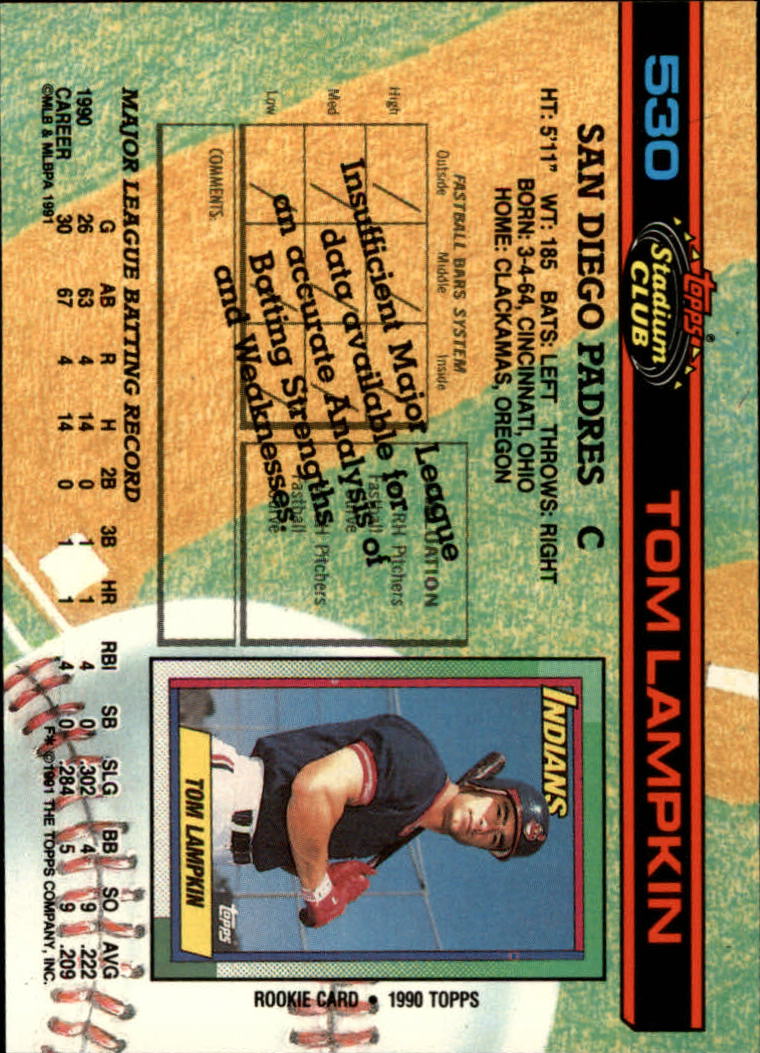 530
Topps®
Stadium
CLUB
TOM LAMPKIN
SAN DIEGO PADRES C
HT: 5'11" WT: 185 BATS: LEFT THROWS: RIGHT
BORN: 3-4-64, CINCINNATI, OHIO
HOME: CLACKAMAS, OREGON
FASTBALL BARS SYSTEM
Outside Middle Inside
High
Med
Low
COMMENTS:
RH Pitchers
Fastball
Pitchers
Fastball
Insufficient Major League
data available for
an accurate Analysis of
Batting Strengths
and Weaknesses.
INDIANS
TOM LAMPKIN
Topps
ROOKIE CARD • 1990 TOPPS
MAJOR LEAGUE BATTING RECORD
G AB R H 2B 3B HR RBI SB SLG BB SO AVG
1990 26 63 4 14 0 1 1 4 0 .302 4 9 .222
CAREER 30 67 4 14 0 1 1 4 0 .284 5 9 .209
©MLB & MLBPA 1991 F* ©1991 THE TOPPS COMPANY, INC.